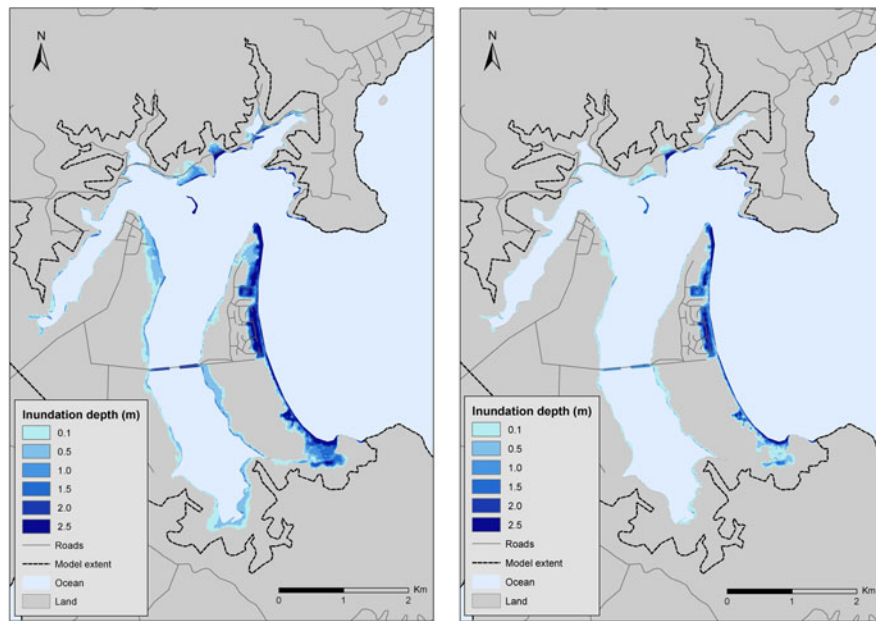 N
Inundation depth (m)
0.1
0.5
1.0
1.5
2.0
2.5
Roads
Model extent
Ocean
Land
Km
0 1 2
N
Inundation depth (m)
0.1
0.5
1.0
1.5
2.0
2.5
Roads
Model extent
Ocean
Land
Km
0 1 2